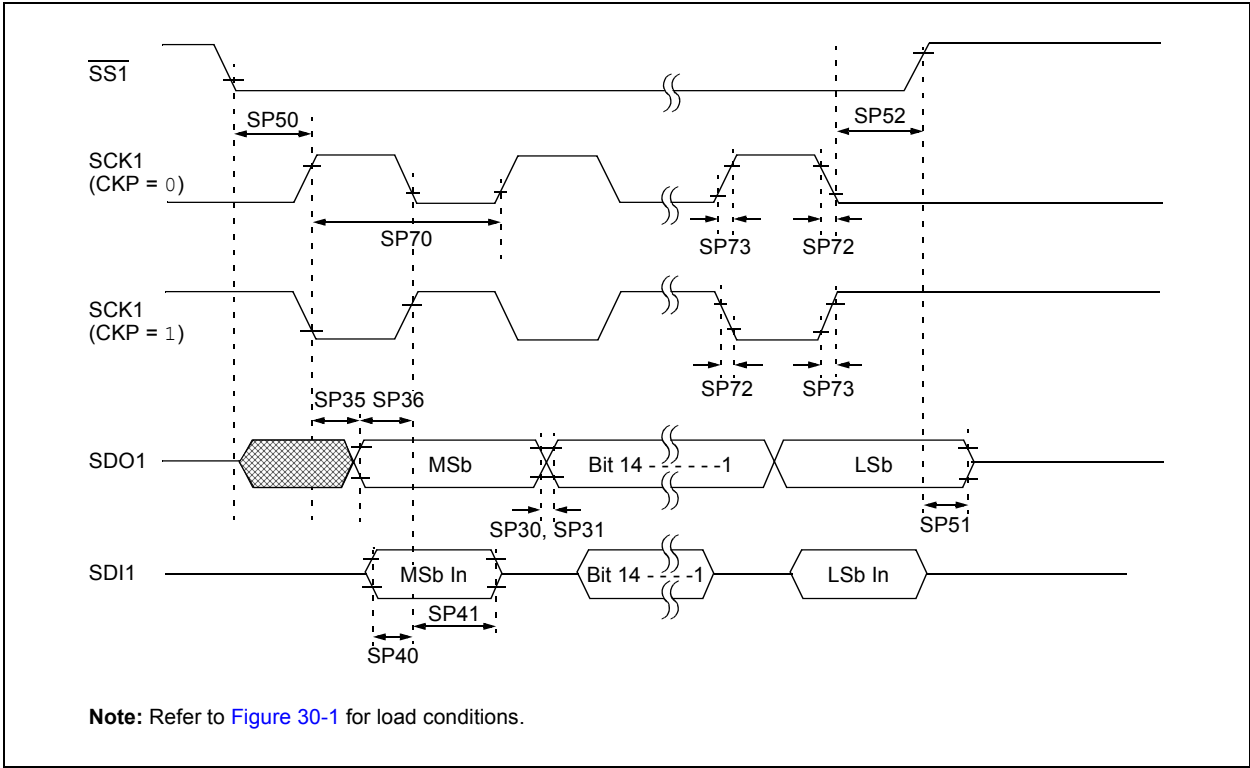 SS1
SP50
SP52
SCK1
(CKP = 0)
SP70
SP73
SP72
SCK1
(CKP = 1)
SP72
SP73
SP35 SP36
SDO1
MSb
Bit 14 - - - - - - -1
LSb
SP30, SP31
SP51
SDI1
MSb In
Bit 14 - - - - -1
LSb In
SP41
SP40
Note: Refer to Figure 30-1 for load conditions.